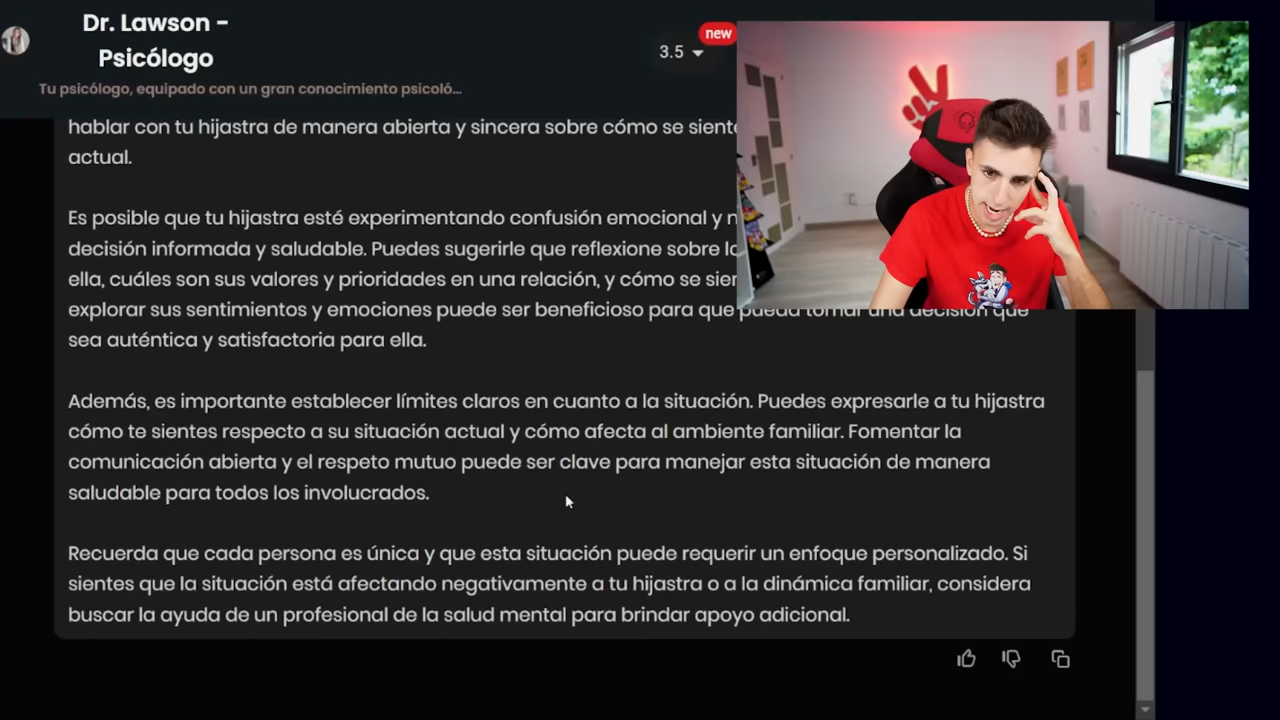 Dr. Lawson -
Psicólogo
Tu psicólogo, equipado con un gran conocimiento psicoló...
3.5
new
hablar con tu hijastra de manera abierta y sincera sobre cómo se siente
actual.
Es posible que tu hijastra esté experimentando confusión emocional y
decisión informada y saludable. Puedes sugerirle que reflexione sobre
ella, cuáles son sus valores y prioridades en una relación, y cómo se
explorar sus sentimientos y emociones puede ser beneficioso para que pueda tomar una decisión que
sea auténtica y satisfactoria para ella.
Además, es importante establecer límites claros en cuanto a la situación. Puedes expresarle a tu hijastra
cómo te sientes respecto a su situación actual y cómo afecta al ambiente familiar. Fomentar la
comunicación abierta y el respeto mutuo puede ser clave para manejar esta situación de manera
saludable para todos los involucrados.
Recuerda que cada persona es única y que esta situación puede requerir un enfoque personalizado. Si
sientes que la situación está afectando negativamente a tu hijastra o a la dinámica familiar, considera
buscar la ayuda de un profesional de la salud mental para brindar apoyo adicional.